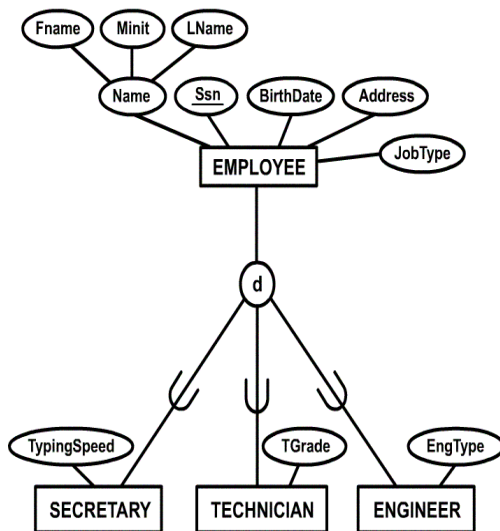 Fname Minit LName
Name Ssn BirthDate Address
JobType
EMPLOYEE
d
TypingSpeed TGrade EngType
SECRETARY TECHNICIAN ENGINEER